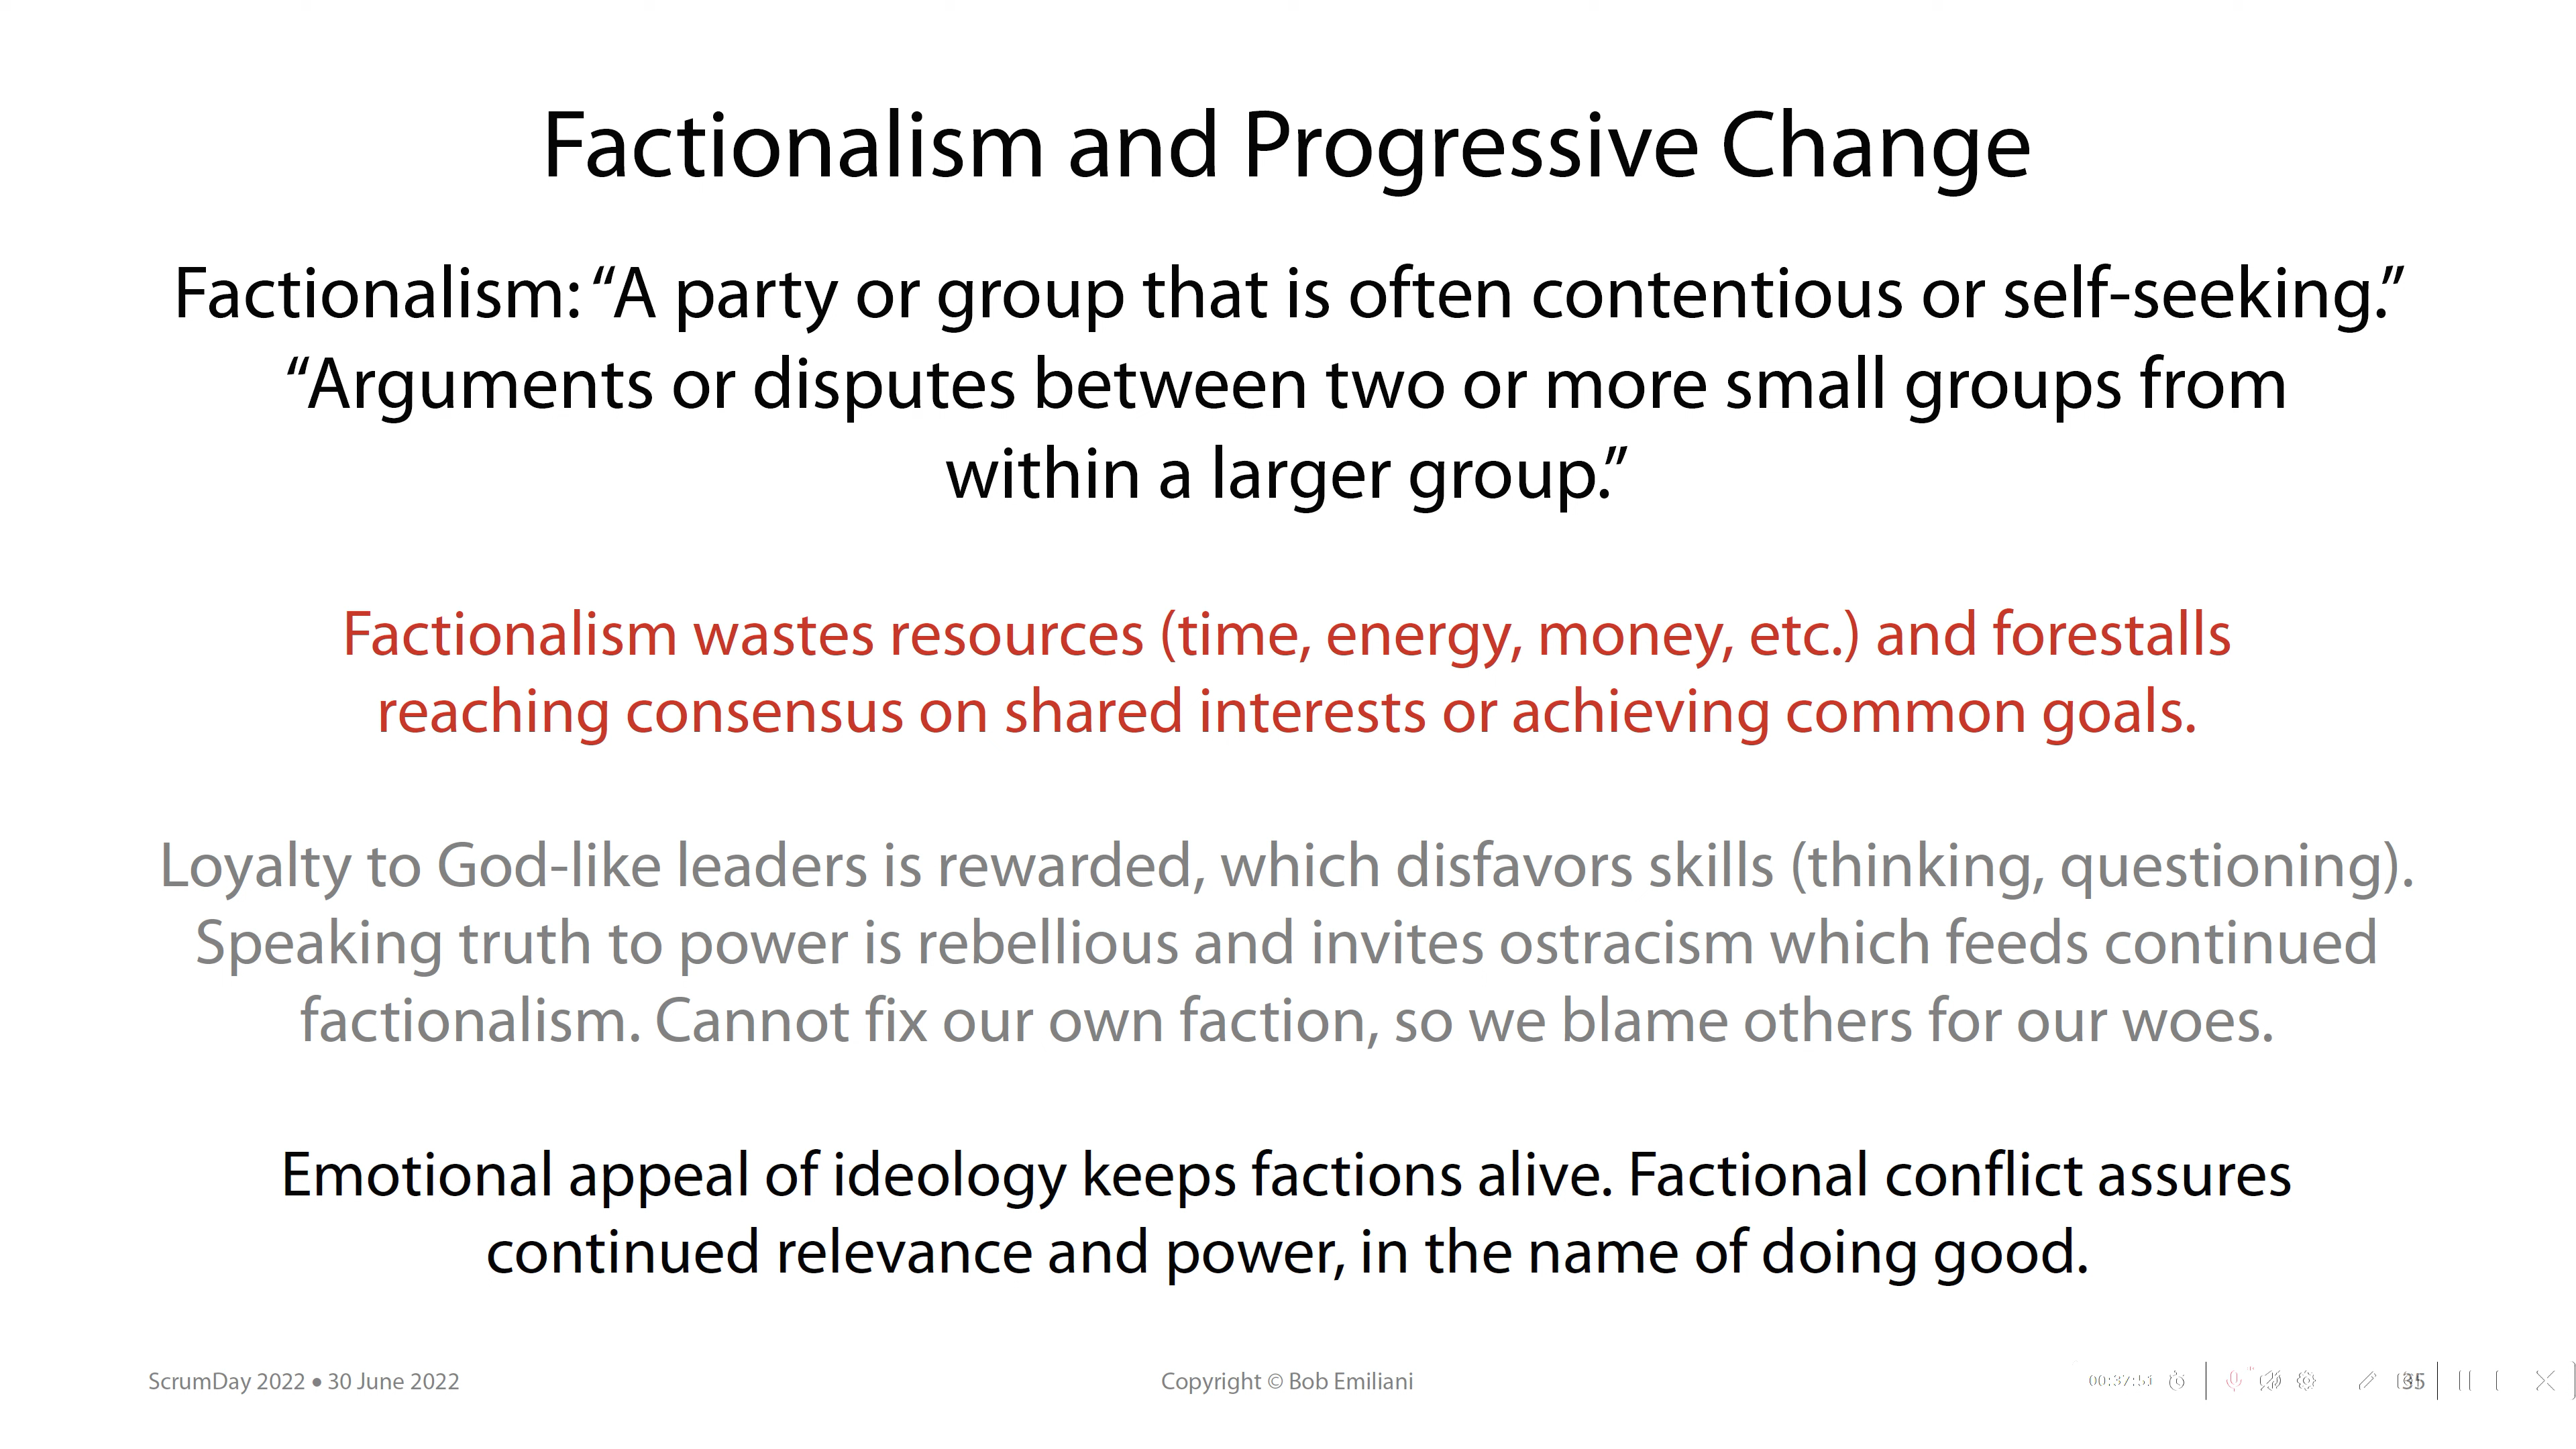 Factionalism and Progressive Change
Factionalism: “A party or group that is often contentious or self-seeking.”
“Arguments or disputes between two or more small groups from
within a larger group.”
Factionalism wastes resources (time, energy, money, etc.) and forestalls
reaching consensus on shared interests or achieving common goals.
Loyalty to God-like leaders is rewarded, which disfavors skills (thinking, questioning).
Speaking truth to power is rebellious and invites ostracism which feeds continued
factionalism. Cannot fix our own faction, so we blame others for our woes.
Emotional appeal of ideology keeps factions alive. Factional conflict assures
continued relevance and power, in the name of doing good.
ScrumDay 2022 • 30 June 2022
Copyright © Bob Emiliani
00:37:51
35